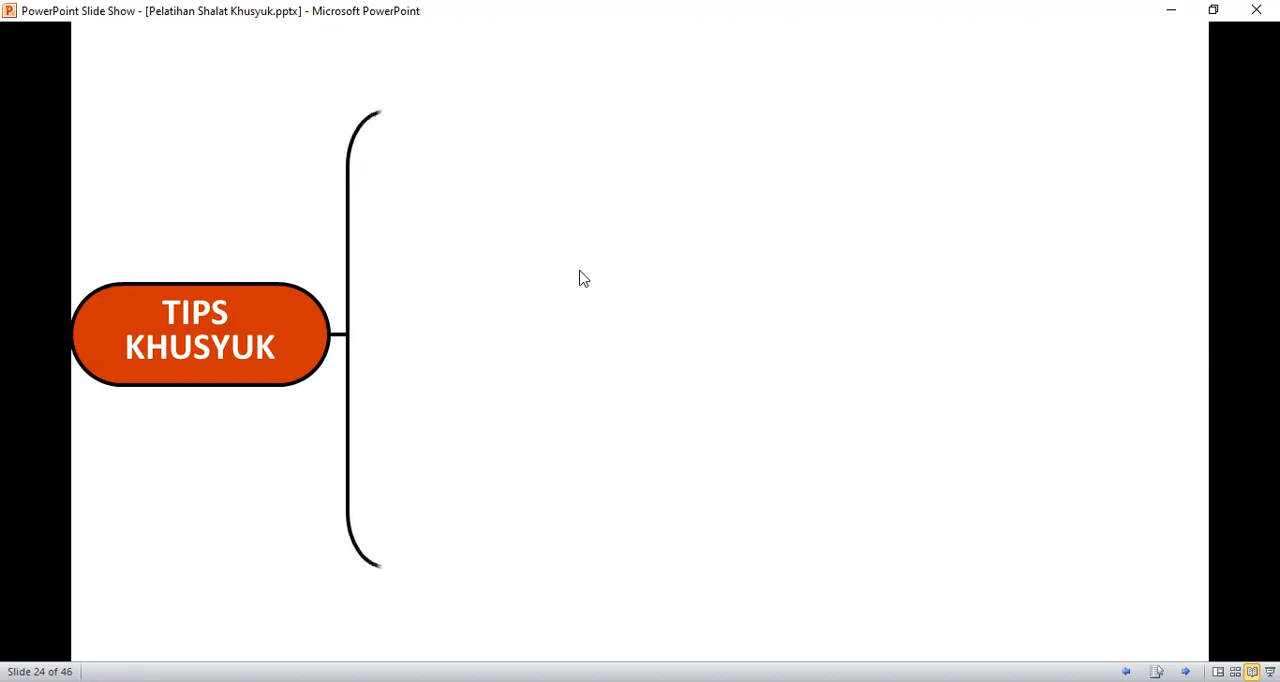 PowerPoint Slide Show - [Pelatihan Shalat Khusyuk.pptx] - Microsoft PowerPoint
TIPS
KHUSYUK
Slide 24 of 46